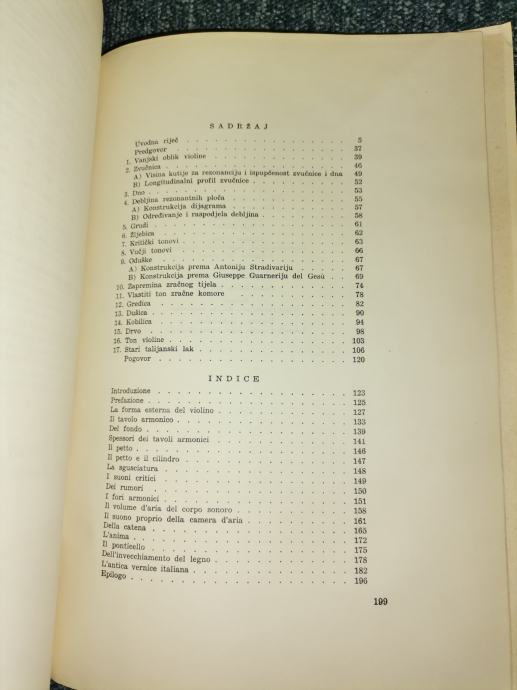 SADRŽAJ
Uvodna riječ 5
Predgovor 37
1. Vanjski oblik violine 39
2. Zvučnica 46
A) Visina kutije za rezonanciju i ispupčenost zvučnice i dna 49
B) Longitudinalni profil zvučnice 52
3. Dno 53
4. Debljina rezonantnih ploča 55
A) Konstrukcija dijagrama 57
B) Određivanje i raspodjela debljina 58
5. Grudi 61
6. Žljebica 62
7. Kritički tonovi 63
8. Vučji tonovi 66
9. Oduške 67
A) Konstrukcija prema Antoniju Stradivariju 67
B) Konstrukcija prema Giuseppe Guarneriju del Gesù 69
10. Zapremina zračnog tijela 74
11. Vlastiti ton zračne komore 78
12. Gredica 82
13. Dušica 90
14. Kobilica 94
15. Drvo 98
16. Ton violine 103
17. Stari talijanski lak 106
Pogovor 120
INDICE
Introduzione 123
Prefazione 125
La forma esterna del violino 127
Il tavolo armonico 133
Del fondo 139
Spessori dei tavoli armonici 141
Il petto 146
Il petto e il cilindro 147
La sgusciatura 148
I suoni critici 149
Dei rumori 150
I fori armonici 151
Il volume d'aria del corpo sonoro 158
Il suono proprio della camera d'aria 161
Della catena 165
L'anima 172
Il ponticello 175
Dell'invecchiamento del legno 178
L'antica vernice italiana 182
Epilogo 196
199